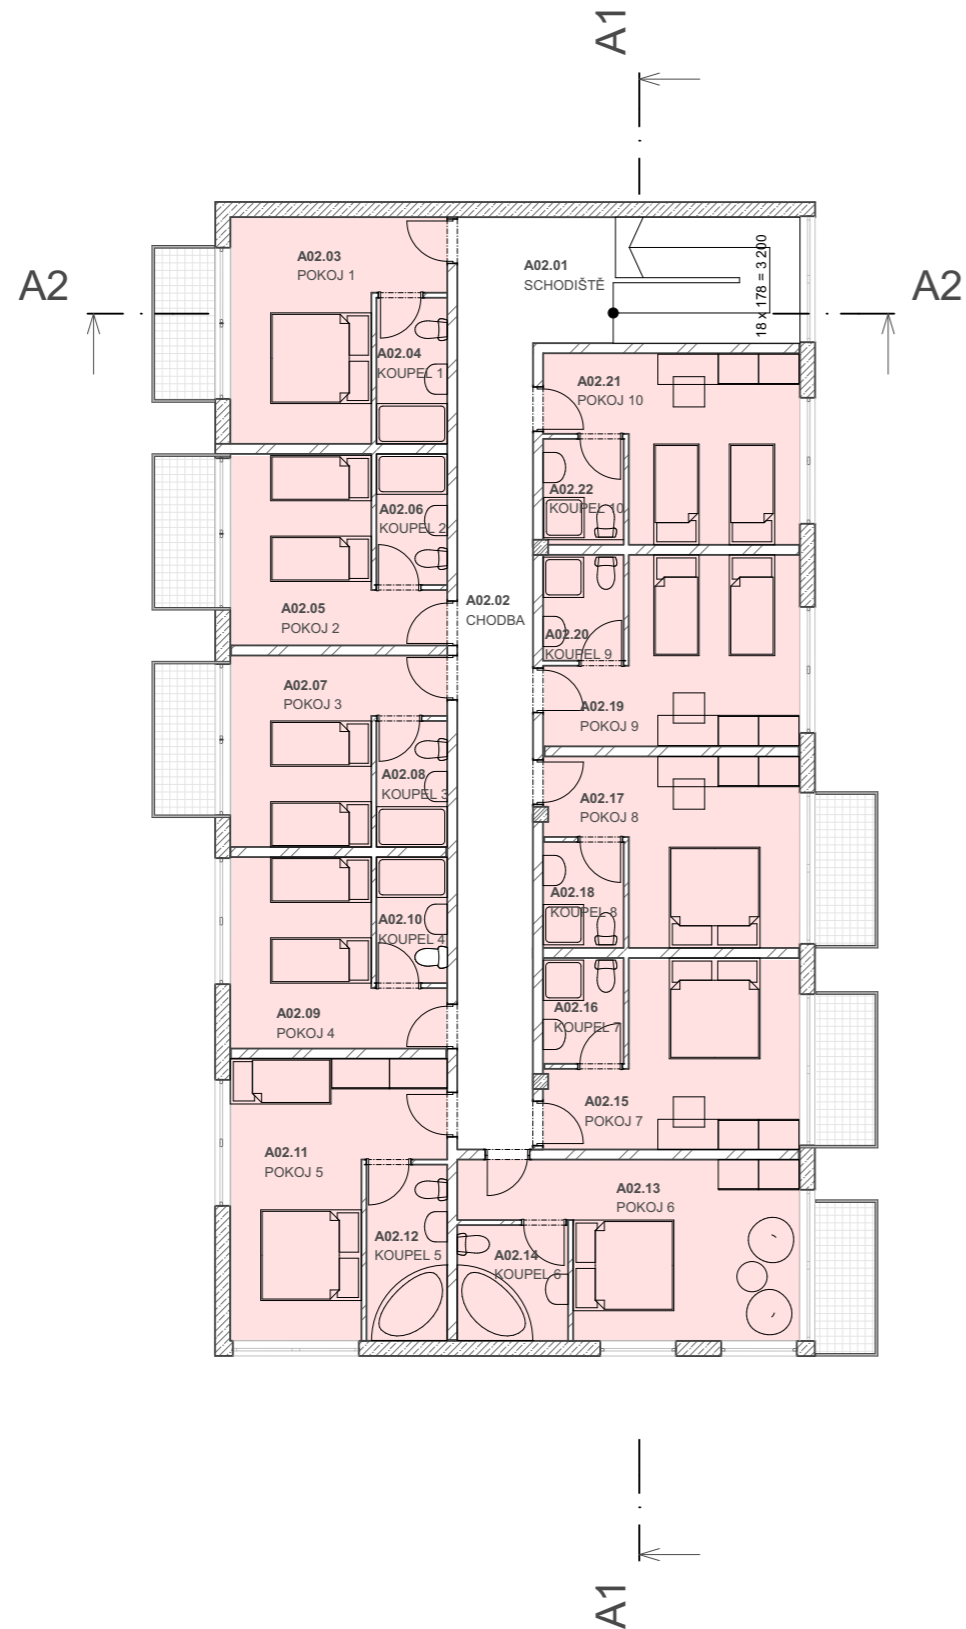 A1
A2
A2
A02.03
POKOJ 1
A02.01
SCHODIŠTĚ
18 x 178 = 3 200
A02.04
KOUPEL 1
A02.21
POKOJ 10
A02.06
KOUPEL 2
A02.22
KOUPEL 10
A02.05
POKOJ 2
A02.02
CHODBA
A02.20
KOUPEL 9
A02.07
POKOJ 3
A02.19
POKOJ 9
A02.08
KOUPEL 3
A02.17
POKOJ 8
A02.10
KOUPEL 4
A02.18
KOUPEL 8
A02.09
POKOJ 4
A02.16
KOUPEL 7
A02.15
POKOJ 7
A02.11
POKOJ 5
A02.13
POKOJ 6
A02.12
KOUPEL 5
A02.14
KOUPEL 6
A1